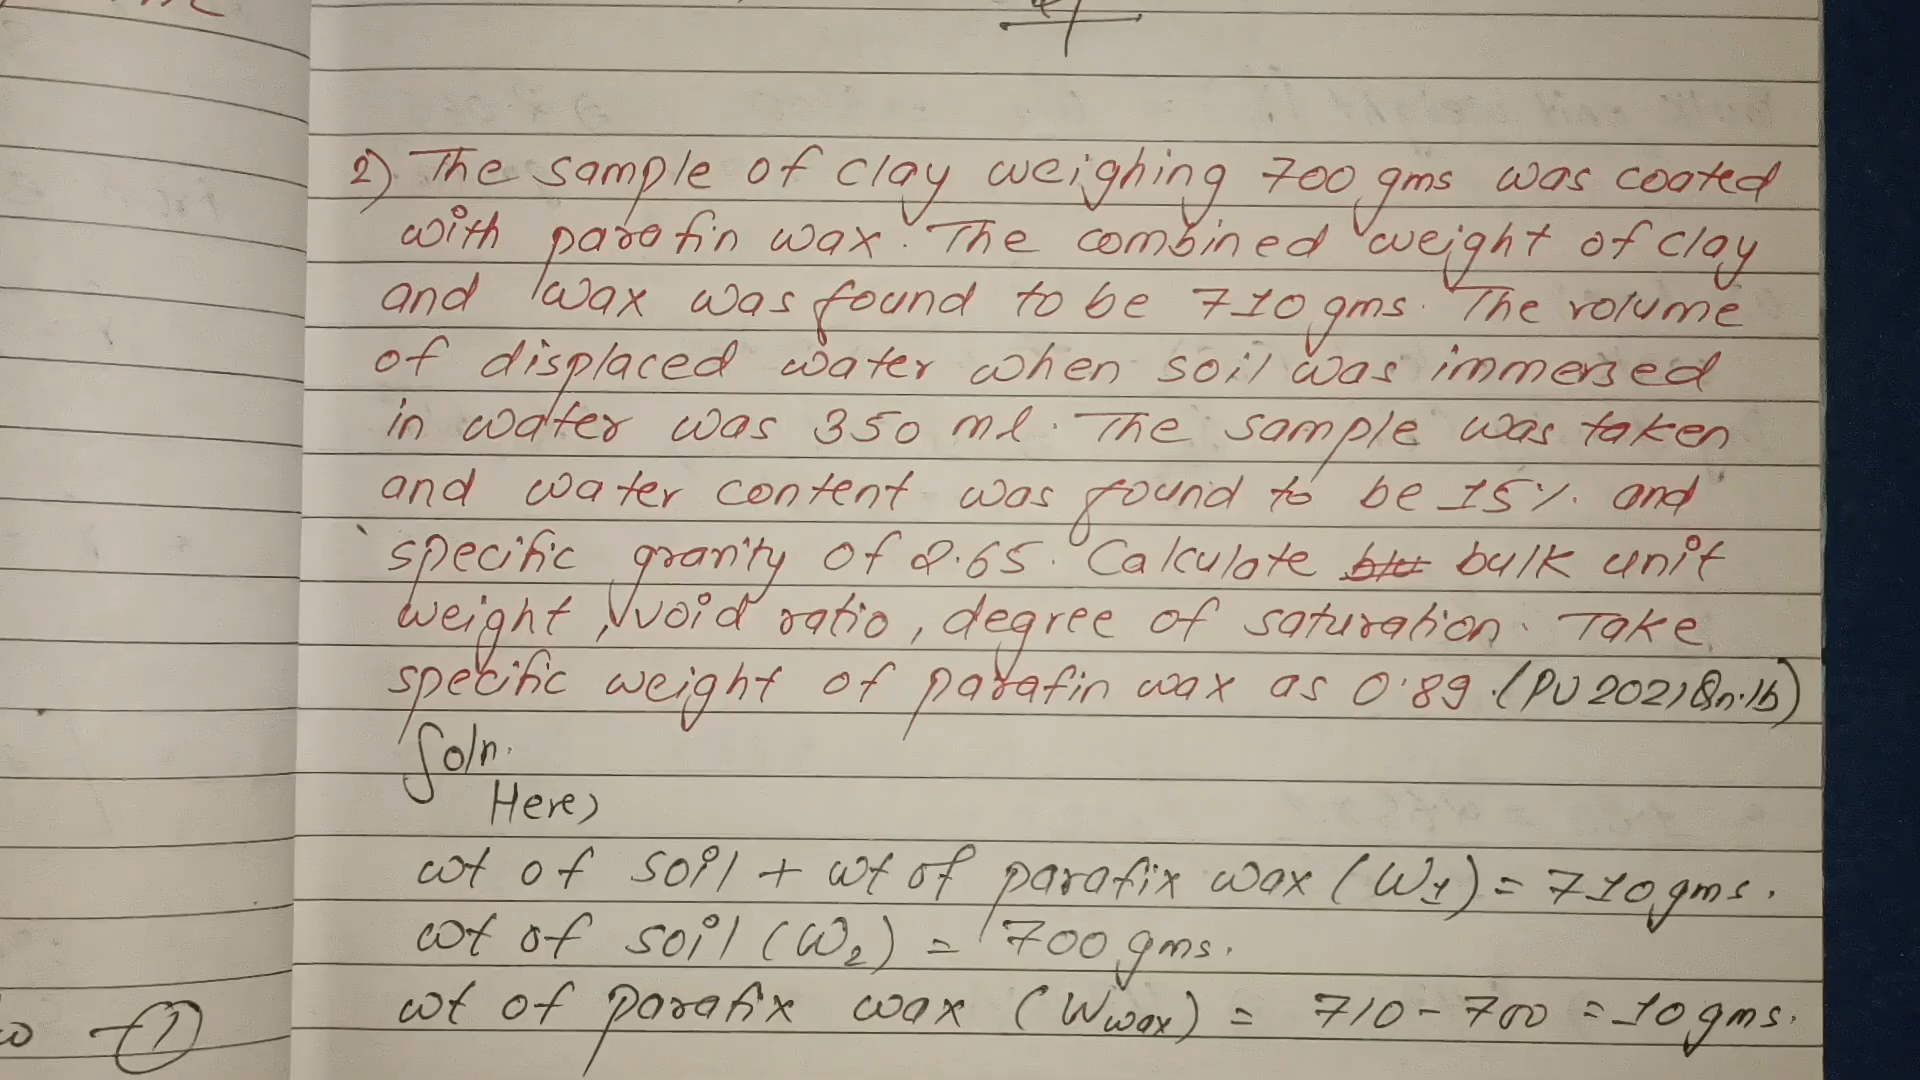 2) The sample of clay weighing 700 gms was coated
with parafin wax. The combined weight of clay
and wax was found to be 710 gms. The volume
of displaced water when soil was immersed
in water was 350 ml. The sample was taken
and water content was found to be 15% and
specific gravity of 2.65. Calculate bulk unit
weight, void ratio, degree of saturation. Take
specific weight of parafin wax as 0.89. (PU 2021 Qn.1b)
Soln.
Here,
wt of soil + wt of parafix wax (W1) = 710 gms.
wt of soil (W2) = 700 gms.
wt of parafix wax (Wwax) = 710 - 700 = 10 gms.
1